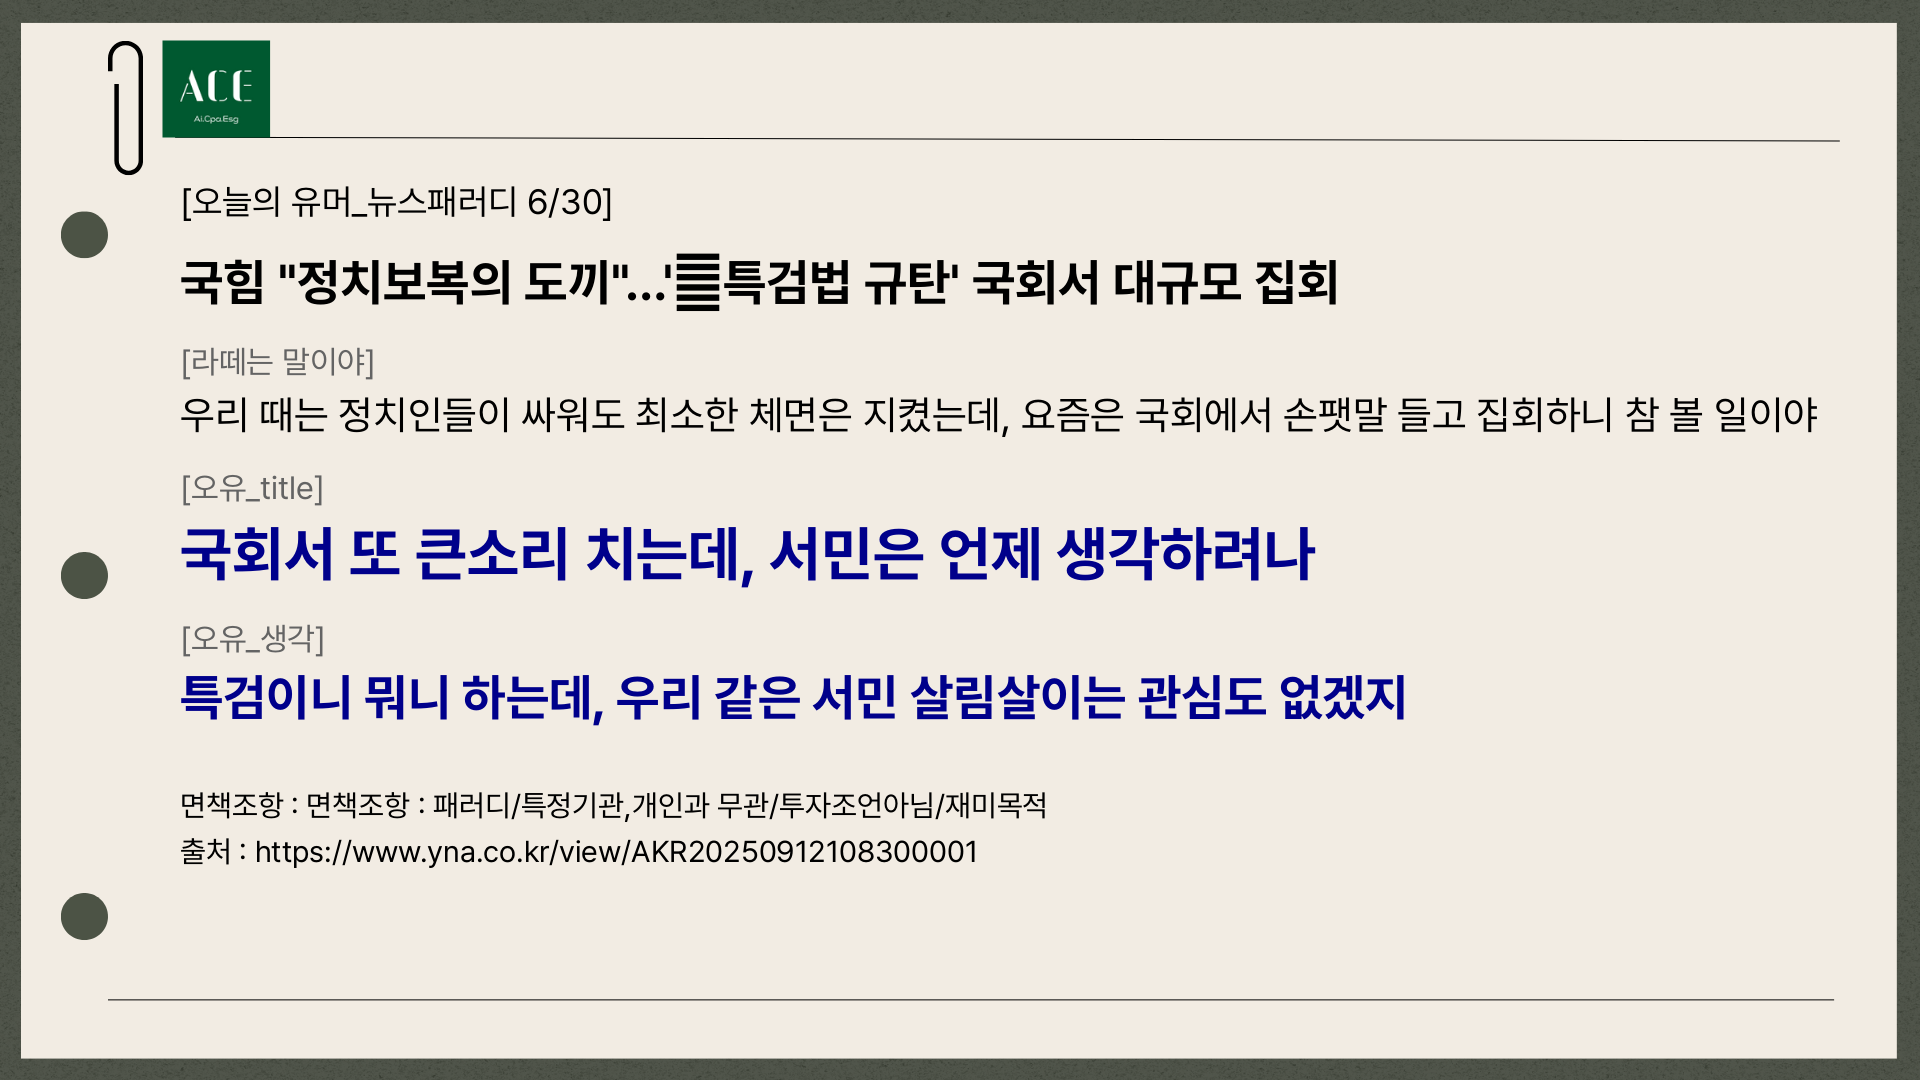 ACE
Ai.Cpa.Esg
[오늘의 유머_뉴스패러디 6/30]
국힘 "정치보복의 도끼"…'특검법 규탄' 국회서 대규모 집회
[라떼는 말이야]
우리 때는 정치인들이 싸워도 최소한 체면은 지켰는데, 요즘은 국회에서 손팻말 들고 집회하니 참 볼 일이야
[오유_title]
국회서 또 큰소리 치는데, 서민은 언제 생각하려나
[오유_생각]
특검이니 뭐니 하는데, 우리 같은 서민 살림살이는 관심도 없겠지
면책조항 : 면책조항 : 패러디/특정기관,개인과 무관/투자조언아님/재미목적
출처 : https://www.yna.co.kr/view/AKR20250912108300001